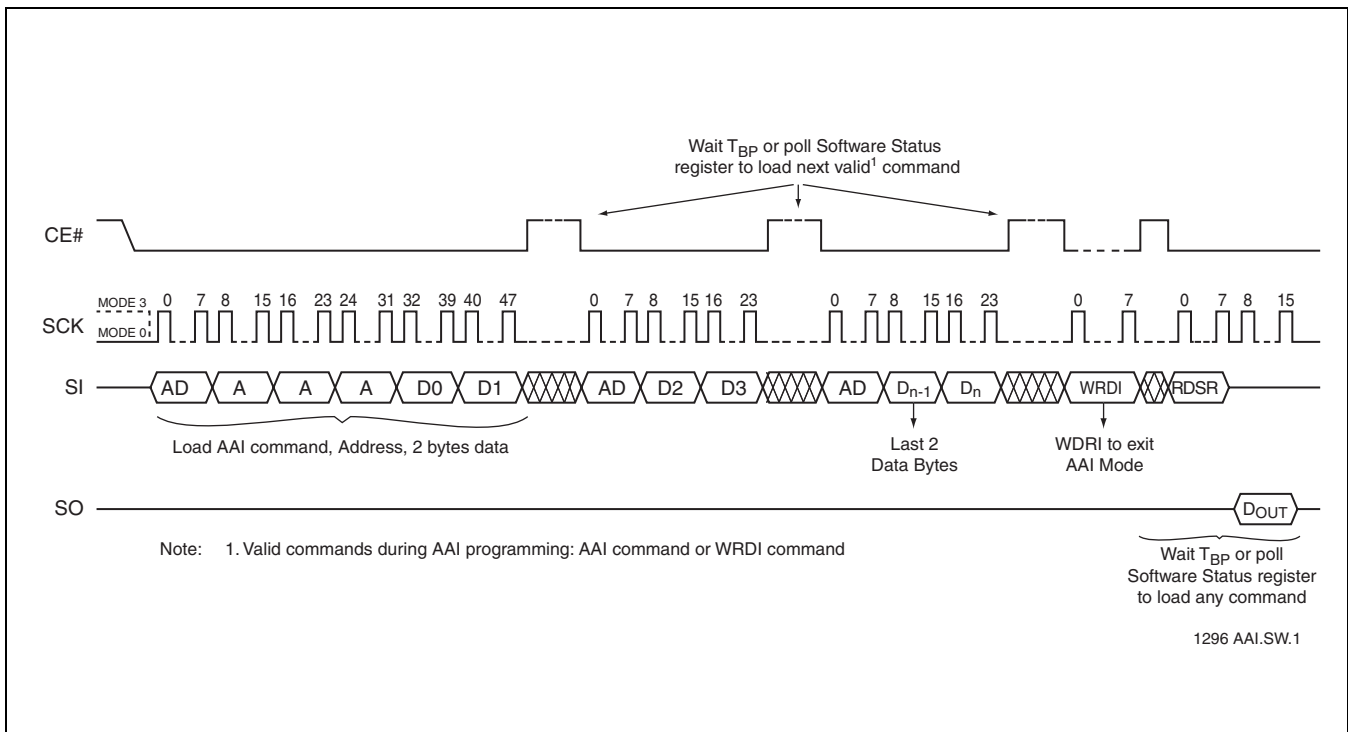 Wait TBP or poll Software Status
register to load next valid1 command
CE#
MODE 3
0 7 8 15 16 23 24 31 32 39 40 47 0 7 8 15 16 23 0 7 8 15 16 23 0 7 0 7 8 15
SCK
MODE 0
SI
AD A A A D0 D1 AD D2 D3 AD Dn-1 Dn WRDI RDSR
Load AAI command, Address, 2 bytes data
Last 2
Data Bytes
WDRI to exit
AAI Mode
SO
DOUT
Note: 1. Valid commands during AAI programming: AAI command or WRDI command
Wait TBP or poll
Software Status register
to load any command
1296 AAI.SW.1